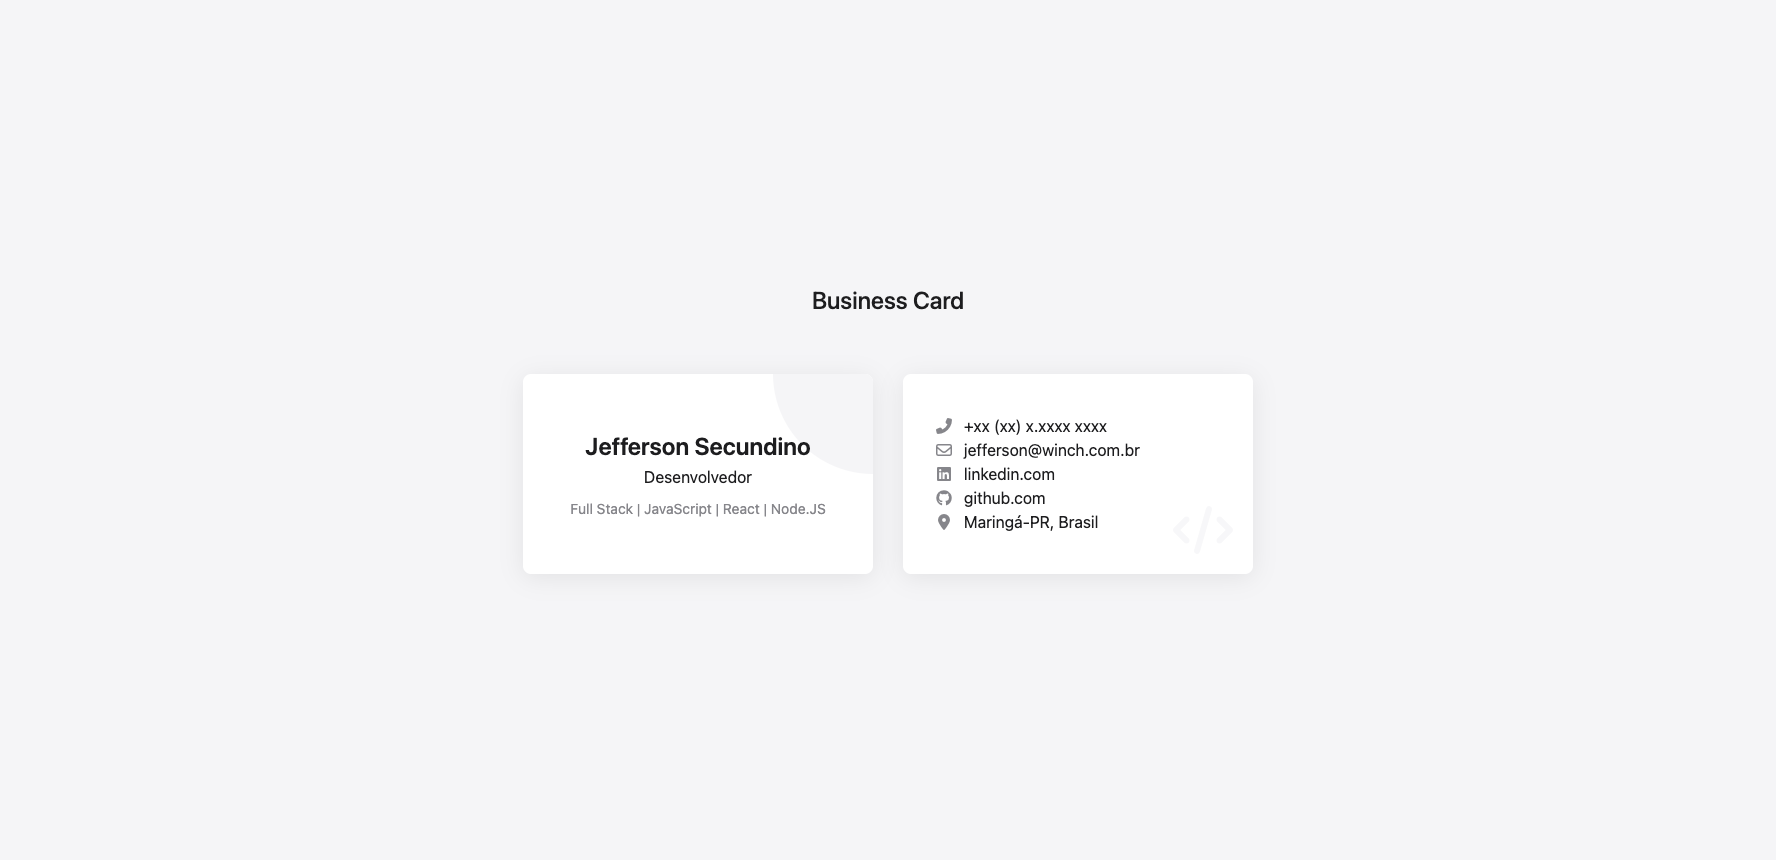 Business Card
Jefferson Secundino
Desenvolvedor
Full Stack | JavaScript | React | Node.JS
+xx (xx) x.xxxx xxxx
jefferson@winch.com.br
linkedin.com
github.com
Maringá-PR, Brasil